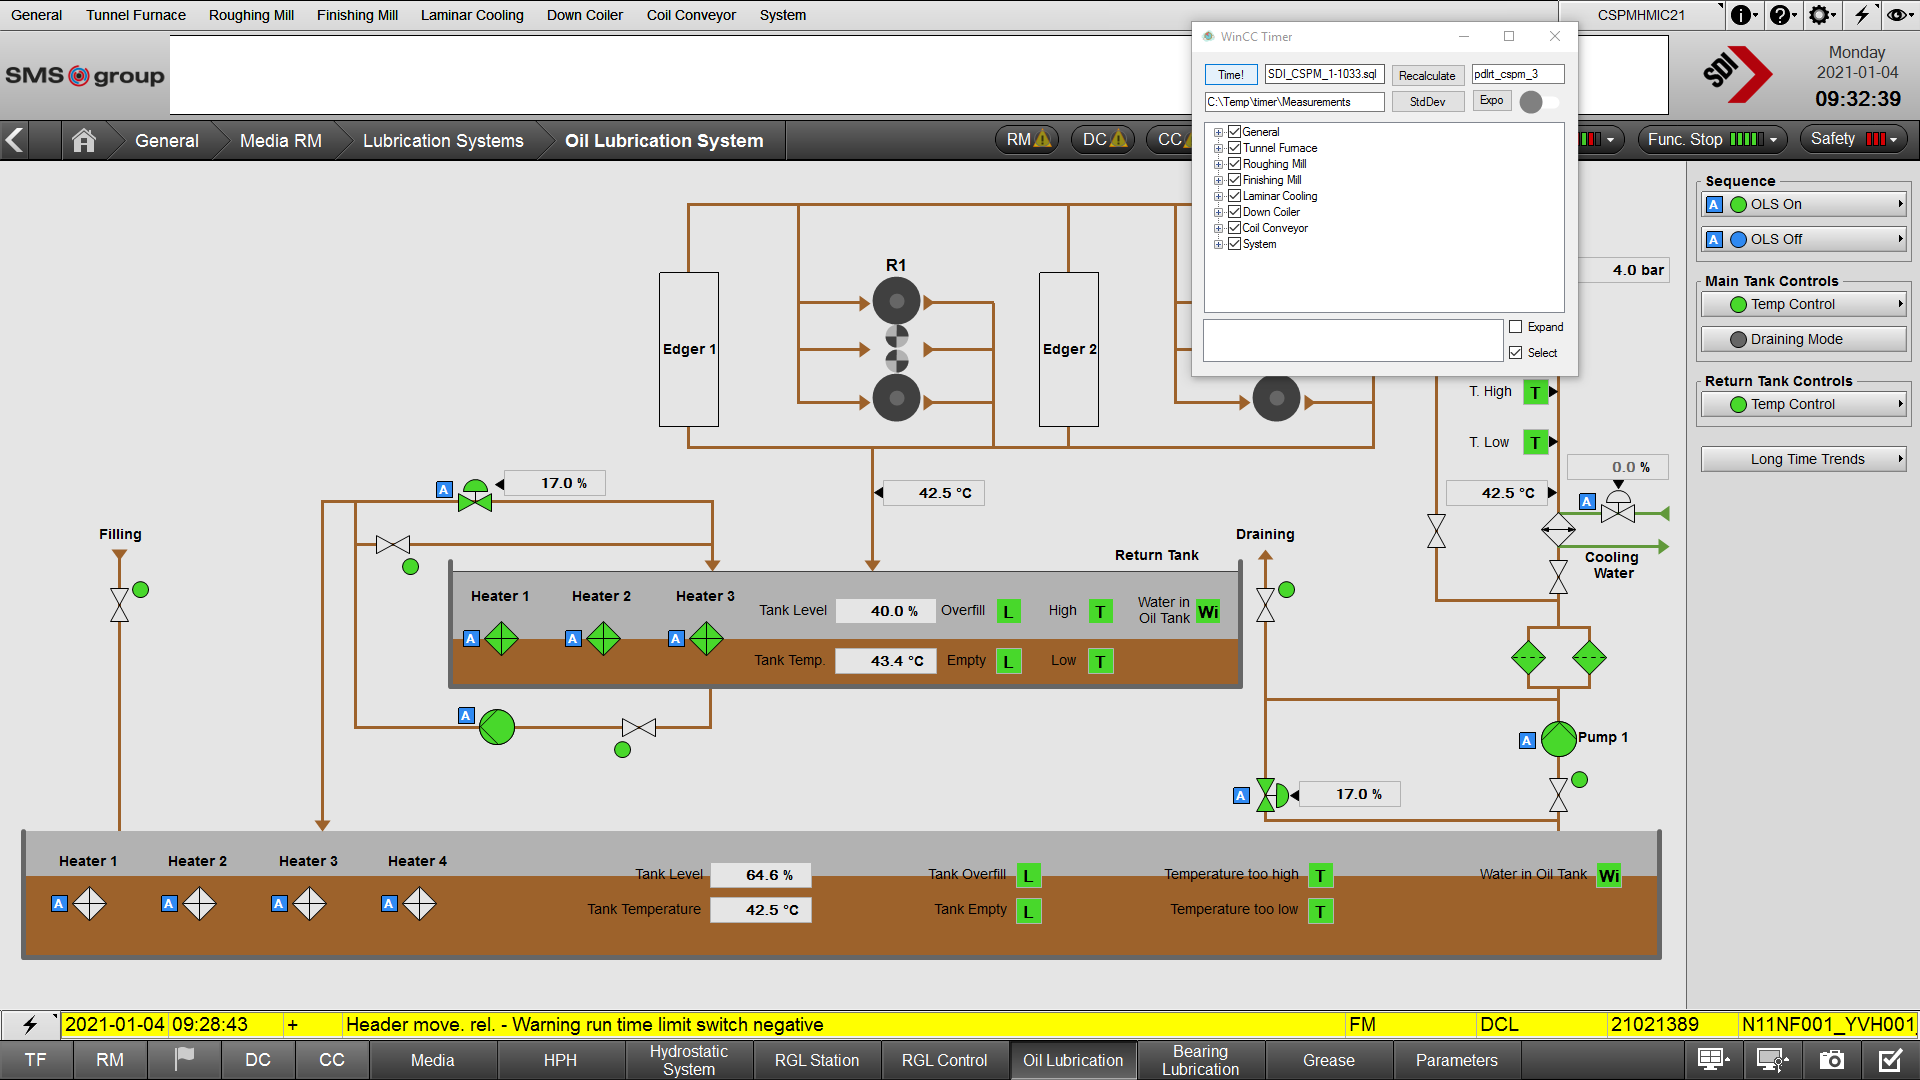 General Tunnel Furnace Roughing Mill Finishing Mill Laminar Cooling Down Coiler Coil Conveyor System CSPMHMIC21
SMS group
SDI
Monday
2021-01-04
09:32:39
WinCC Timer
Time! SDI_CSPM_1-1033.sql Recalculate pdlrt_cspm_3
C:\Temp\timer\Measurements StdDev Expo
General
Tunnel Furnace
Roughing Mill
Finishing Mill
Laminar Cooling
Down Coiler
Coil Conveyor
System
Expand
Select
General Media RM Lubrication Systems Oil Lubrication System RM DC CC Func. Stop Safety
Sequence
A OLS On
A OLS Off
Main Tank Controls
Temp Control
Draining Mode
Return Tank Controls
Temp Control
Long Time Trends
4.0 bar
R1
Edger 1
Edger 2
T. High T
T. Low T
0.0 %
A 17.0 %
42.5 °C
42.5 °C
A
Filling
Draining
Cooling
Water
Return Tank
Heater 1 Heater 2 Heater 3
A A A
Tank Level 40.0 % Overfill L High T
Water in
Oil Tank Wi
Tank Temp. 43.4 °C Empty L Low T
A
A Pump 1
A 17.0 %
Heater 1 Heater 2 Heater 3 Heater 4
A A A A
Tank Level 64.6 % Tank Overfill L Temperature too high T Water in Oil Tank Wi
Tank Temperature 42.5 °C Tank Empty L Temperature too low T
2021-01-04 09:28:43 + Header move. rel. - Warning run time limit switch negative FM DCL 21021389 N11NF001_YVH001
TF RM DC CC Media HPH Hydrostatic System RGL Station RGL Control Oil Lubrication Bearing Lubrication Grease Parameters